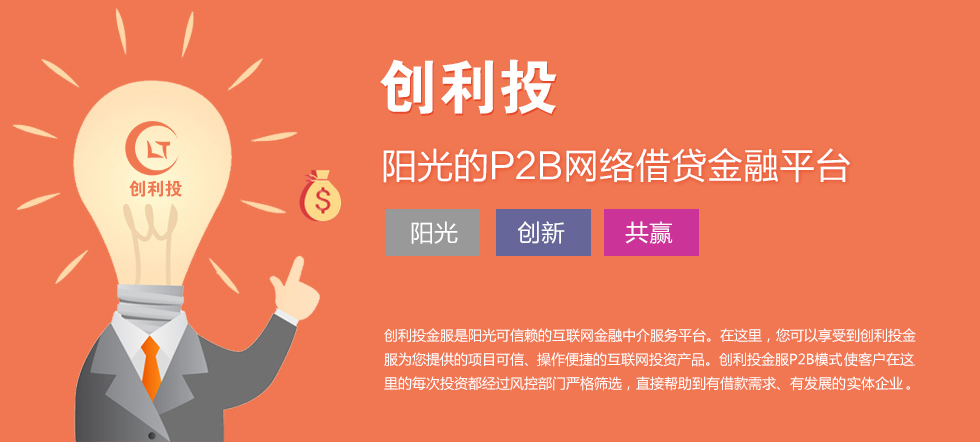 创利投
阳光的P2B网络借贷金融平台
阳光
创新
共赢
创利投金服是阳光可信赖的互联网金融中介服务平台。在这里，您可以享受到创利投金
服为您提供的项目可信、操作便捷的互联网投资产品。创利投金服P2B模式使客户在这
里的每次投资都经过风控部门严格筛选，直接帮助到有借款需求、有发展的实体企业。
LT
创利投
$